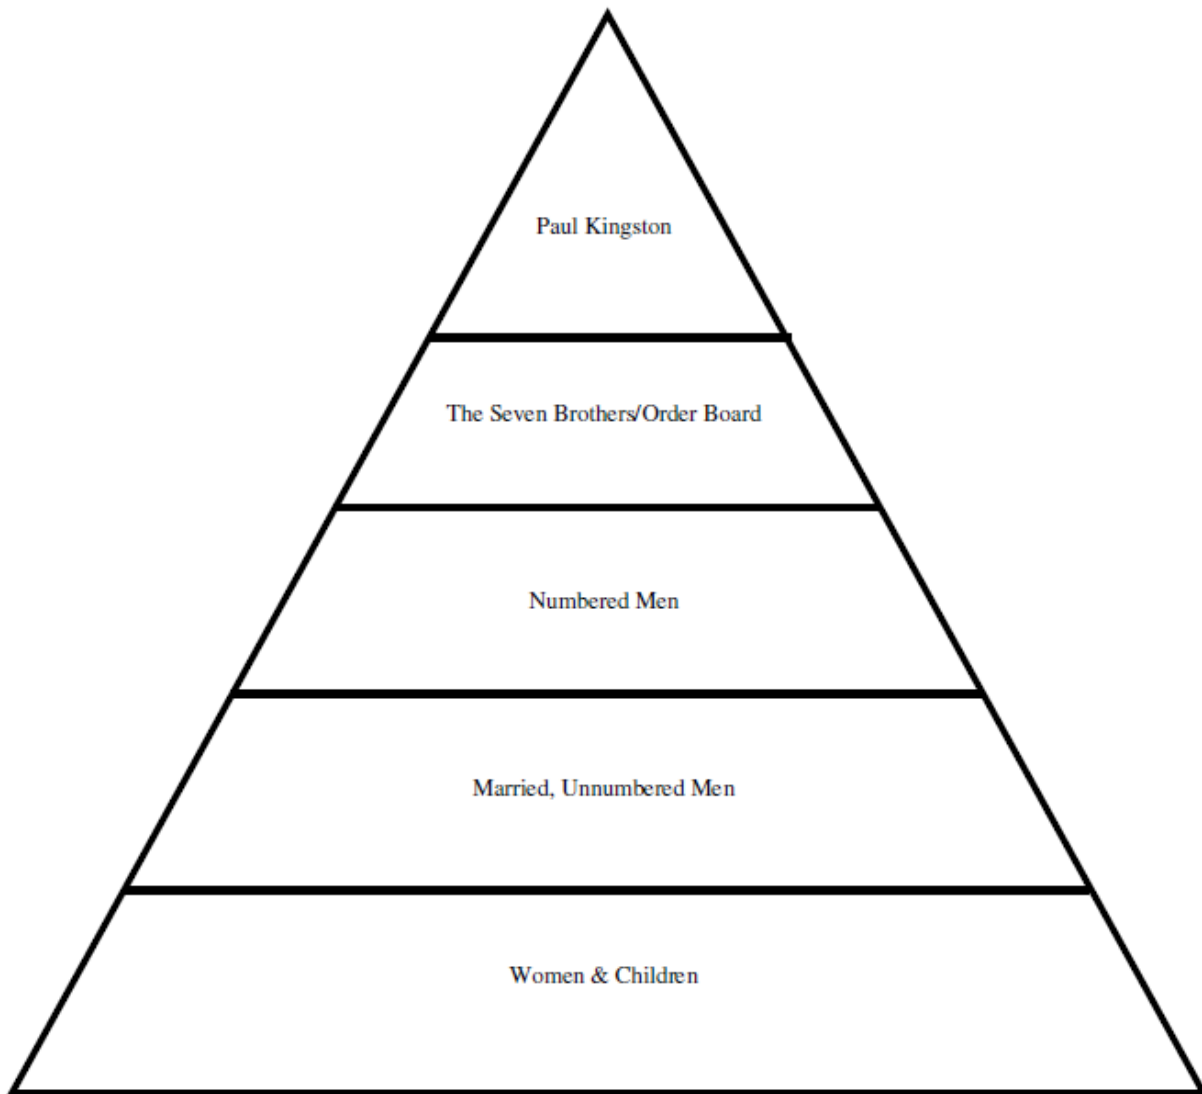 Paul Kingston
The Seven Brothers/Order Board
Numbered Men
Married, Unnumbered Men
Women & Children